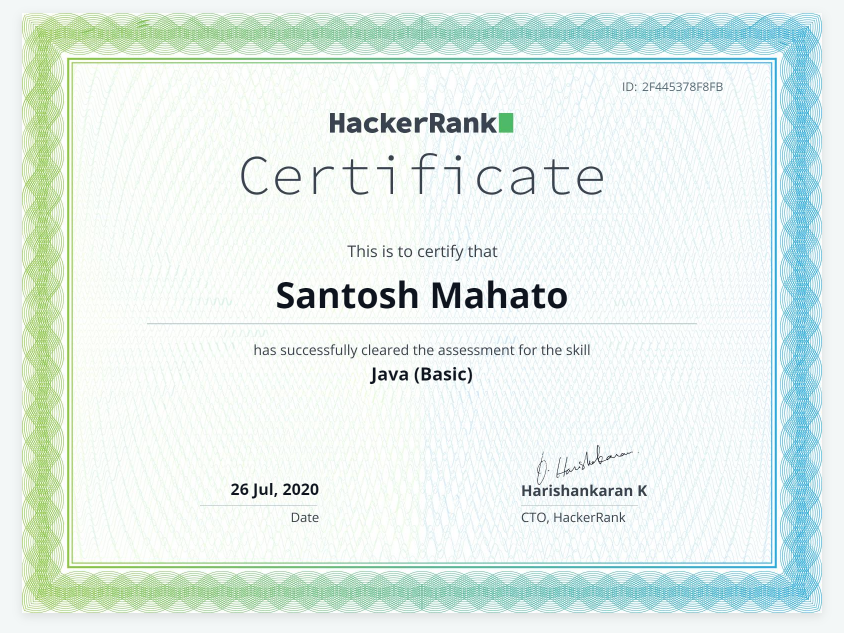 ID: 2F445378F8FB
HackerRank
Certificate
This is to certify that
Santosh Mahato
has successfully cleared the assessment for the skill
Java (Basic)
26 Jul, 2020
Date
D. Harishankaran
Harishankaran K
CTO, HackerRank